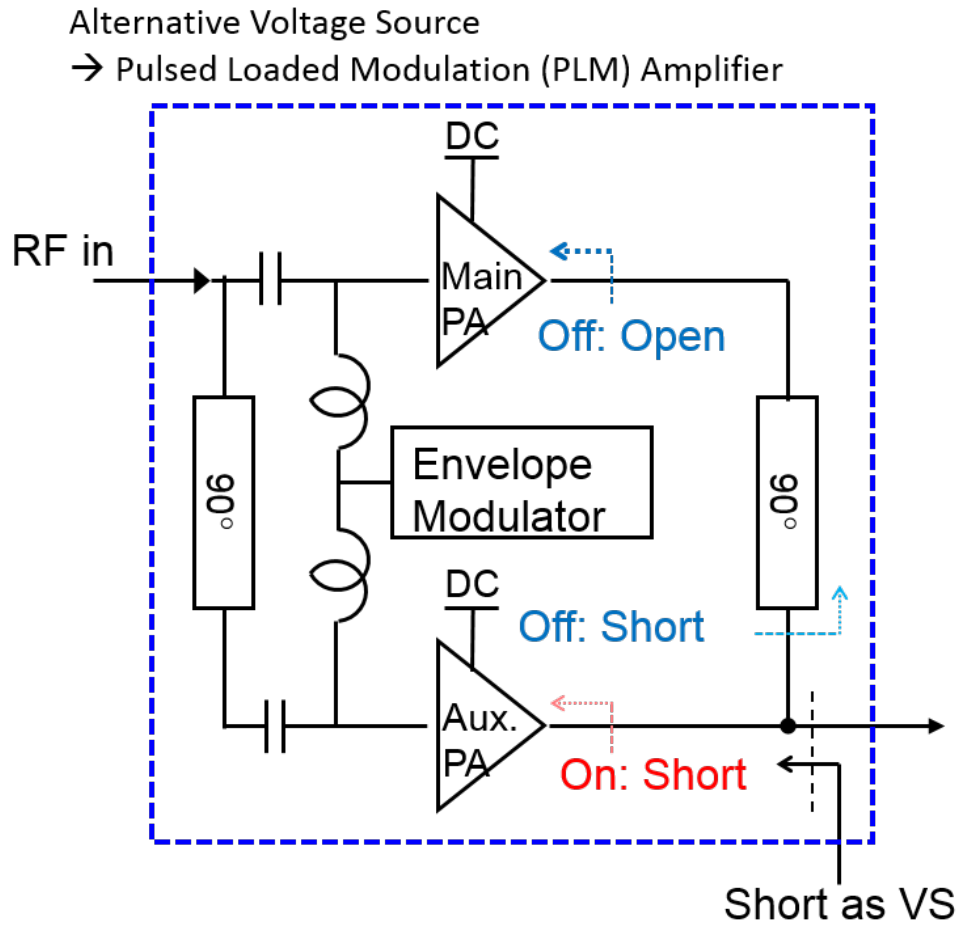 Alternative Voltage Source
→ Pulsed Loaded Modulation (PLM) Amplifier
DC
RF in
Main
PA
Off: Open
90°
Envelope
Modulator
90°
DC
Off: Short
Aux.
PA
On: Short
Short as VS